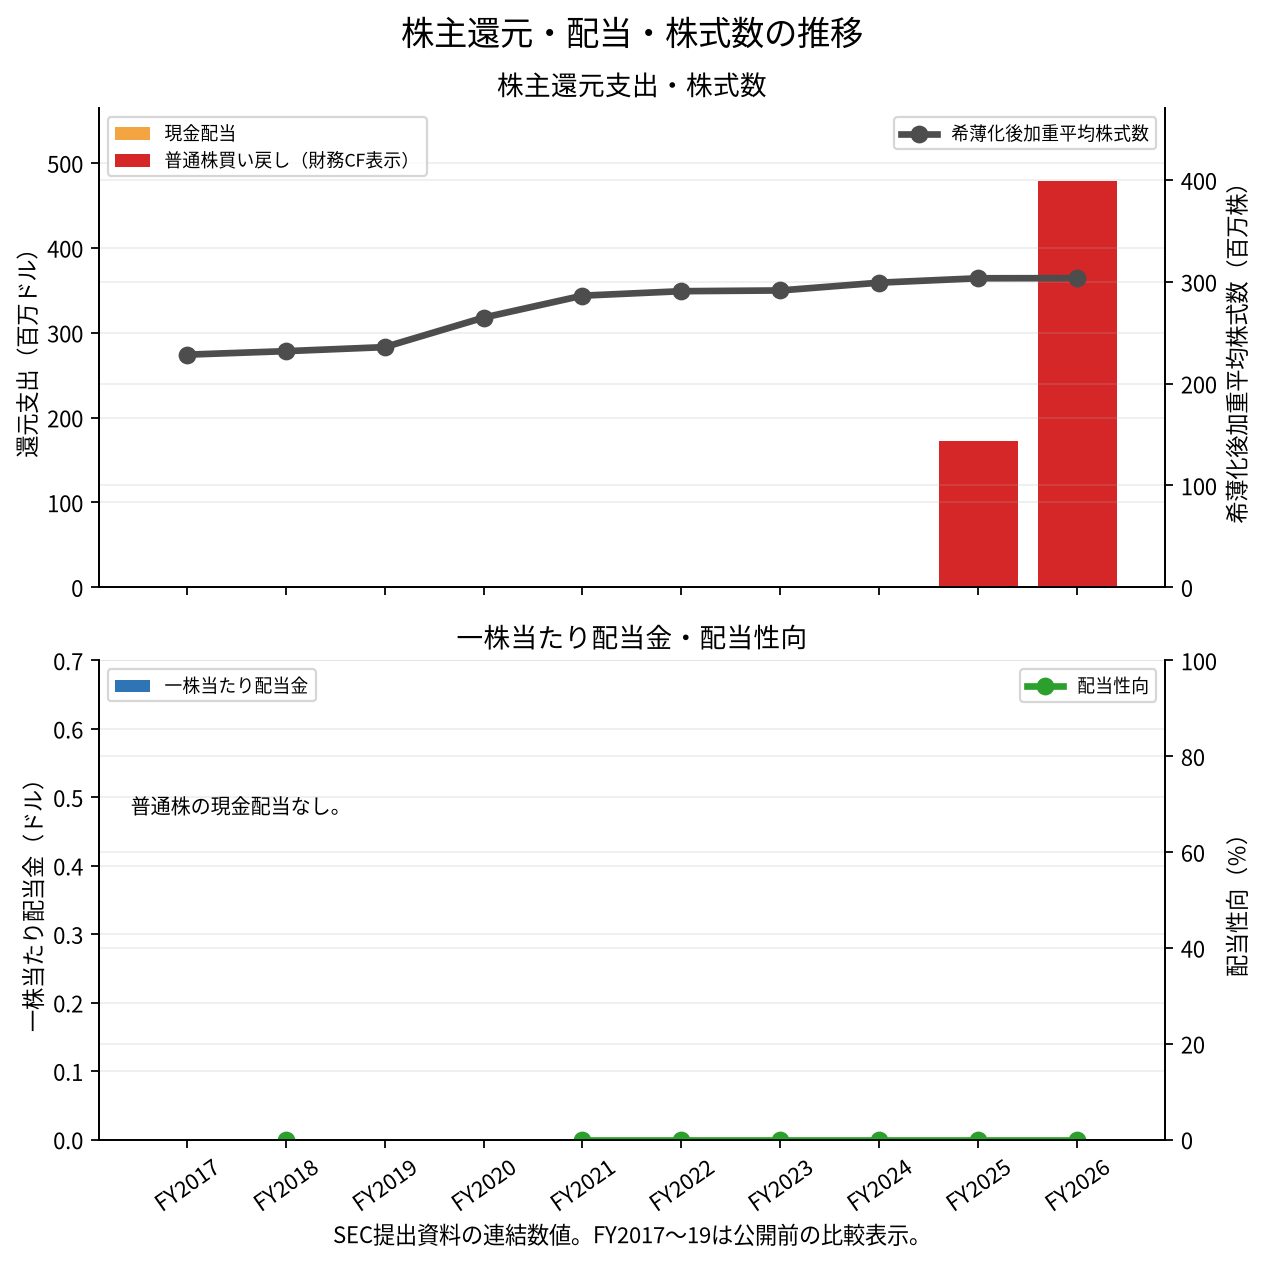 株主還元・配当・株式数の推移
株主還元支出・株式数
現金配当
普通株買い戻し（財務CF表示）
希薄化後加重平均株式数
還元支出（百万ドル）
500
400
300
200
100
0
400
300
200
100
0
希薄化後加重平均株式数（百万株）
一株当たり配当金・配当性向
一株当たり配当金
配当性向
普通株の現金配当なし。
一株当たり配当金（ドル）
0.7
0.6
0.5
0.4
0.3
0.2
0.1
0.0
100
80
60
40
20
0
配当性向（%）
FY2017
FY2018
FY2019
FY2020
FY2021
FY2022
FY2023
FY2024
FY2025
FY2026
SEC提出資料の連結数値。FY2017～19は公開前の比較表示。